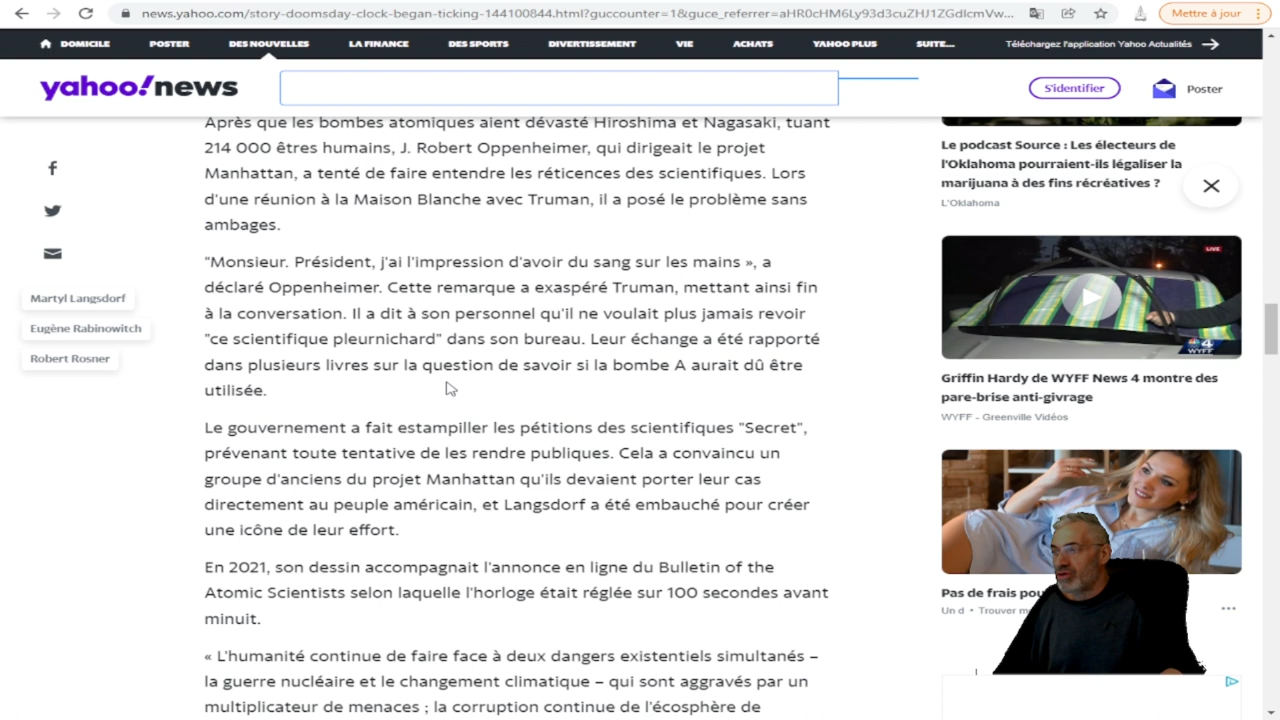 news.yahoo.com/story-doomsday-clock-began-ticking-144100844.html?guccounter=1&guce_referrer=aHR0cHM6Ly93d3cuZHJ1ZGdlcmVw...
Mettre à jour
DOMICILE POSTER DES NOUVELLES LA FINANCE DES SPORTS DIVERTISSEMENT VIE ACHATS YAHOO PLUS SUITE... Téléchargez l'application Yahoo Actualités
yahoo!news
S'identifier
Poster
Après que les bombes atomiques aient dévasté Hiroshima et Nagasaki, tuant
214 000 êtres humains, J. Robert Oppenheimer, qui dirigeait le projet
Manhattan, a tenté de faire entendre les réticences des scientifiques. Lors
d'une réunion à la Maison Blanche avec Truman, il a posé le problème sans
ambages.
"Monsieur. Président, j'ai l'impression d'avoir du sang sur les mains », a
déclaré Oppenheimer. Cette remarque a exaspéré Truman, mettant ainsi fin
à la conversation. Il a dit à son personnel qu'il ne voulait plus jamais revoir
"ce scientifique pleurnichard" dans son bureau. Leur échange a été rapporté
dans plusieurs livres sur la question de savoir si la bombe A aurait dû être
utilisée.
Le gouvernement a fait estampiller les pétitions des scientifiques "Secret",
prévenant toute tentative de les rendre publiques. Cela a convaincu un
groupe d'anciens du projet Manhattan qu'ils devaient porter leur cas
directement au peuple américain, et Langsdorf a été embauché pour créer
une icône de leur effort.
En 2021, son dessin accompagnait l'annonce en ligne du Bulletin of the
Atomic Scientists selon laquelle l'horloge était réglée sur 100 secondes avant
minuit.
« L'humanité continue de faire face à deux dangers existentiels simultanés –
la guerre nucléaire et le changement climatique – qui sont aggravés par un
multiplicateur de menaces ; la corruption continue de l'écosphère de
Martyl Langsdorf
Eugène Rabinowitch
Robert Rosner
Le podcast Source : Les électeurs de
l'Oklahoma pourraient-ils légaliser la
marijuana à des fins récréatives ?
L'Oklahoma
LIVE
4
WYFF
Griffin Hardy de WYFF News 4 montre des
pare-brise anti-givrage
WYFF - Greenville Vidéos
Pas de frais
Un d • Trouver